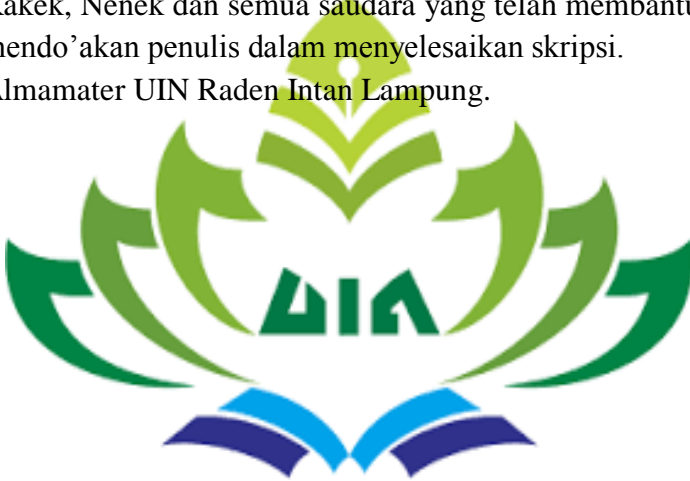 Kakek, Nenek dan semua saudara yang telah membantu
mendo'akan penulis dalam menyelesaikan skripsi.
Almamater UIN Raden Intan Lampung.
UIN